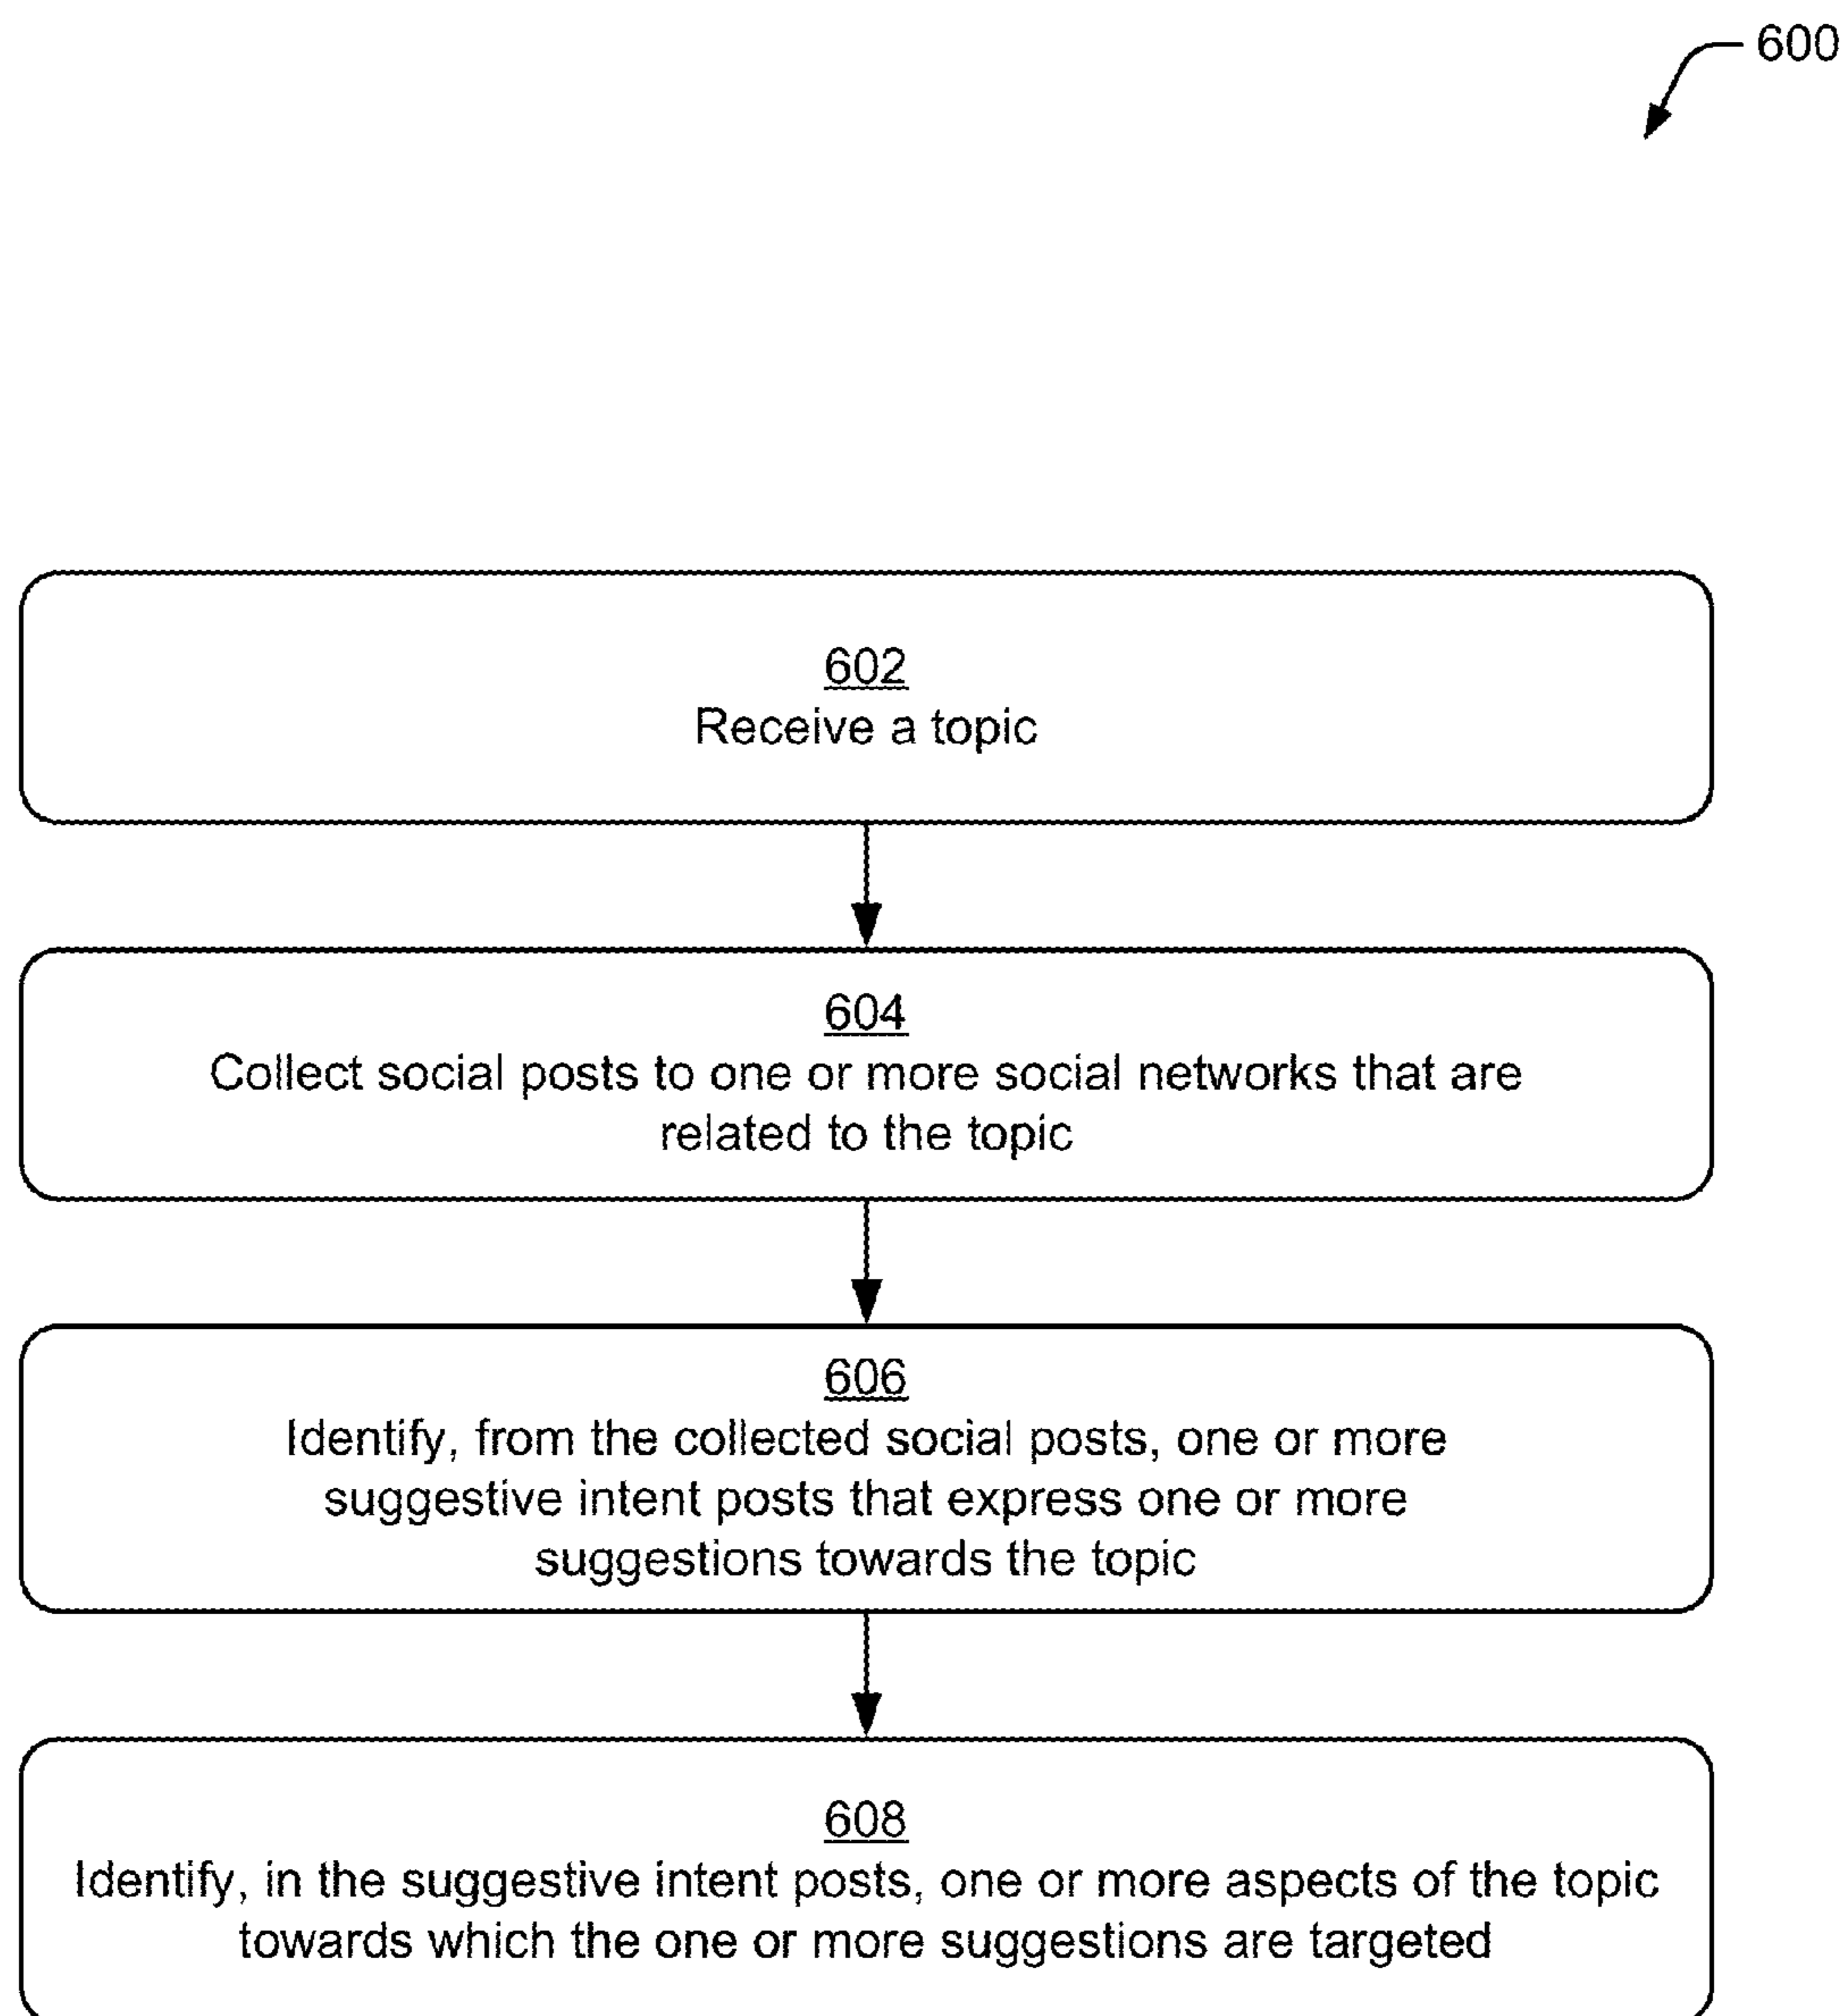 600
602
Receive a topic
604
Collect social posts to one or more social networks that are
related to the topic
606
Identify, from the collected social posts, one or more
suggestive intent posts that express one or more
suggestions towards the topic
608
Identify, in the suggestive intent posts, one or more aspects of the topic
towards which the one or more suggestions are targeted